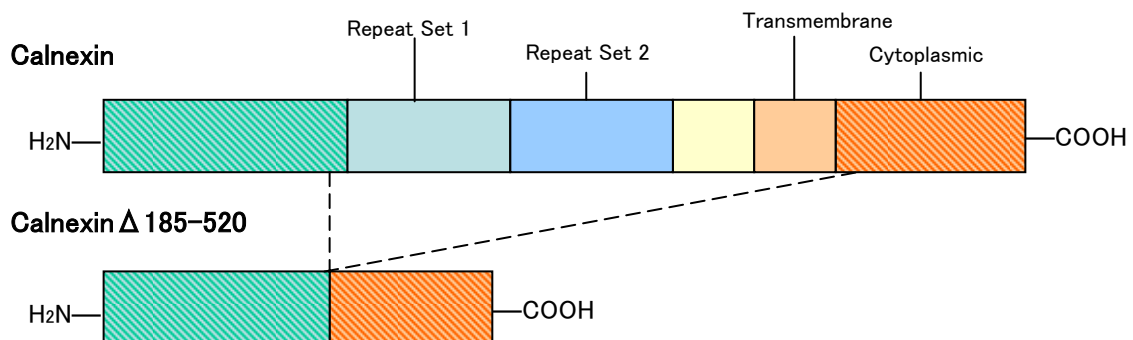 Transmembrane
Repeat Set 1
Calnexin
Repeat Set 2
Cytoplasmic
H2N
COOH
Calnexin Δ 185-520
H2N
COOH